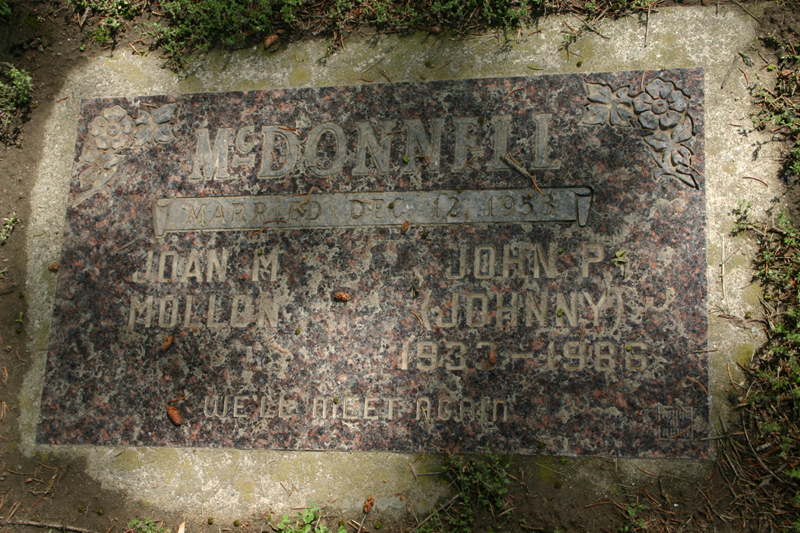 McDONNELL
MARRIED DEC. 12, 1953
JOAN M.
MOLLON
JOHN P.
(JOHNNY)
1933-1986
WE'LL MEET AGAIN